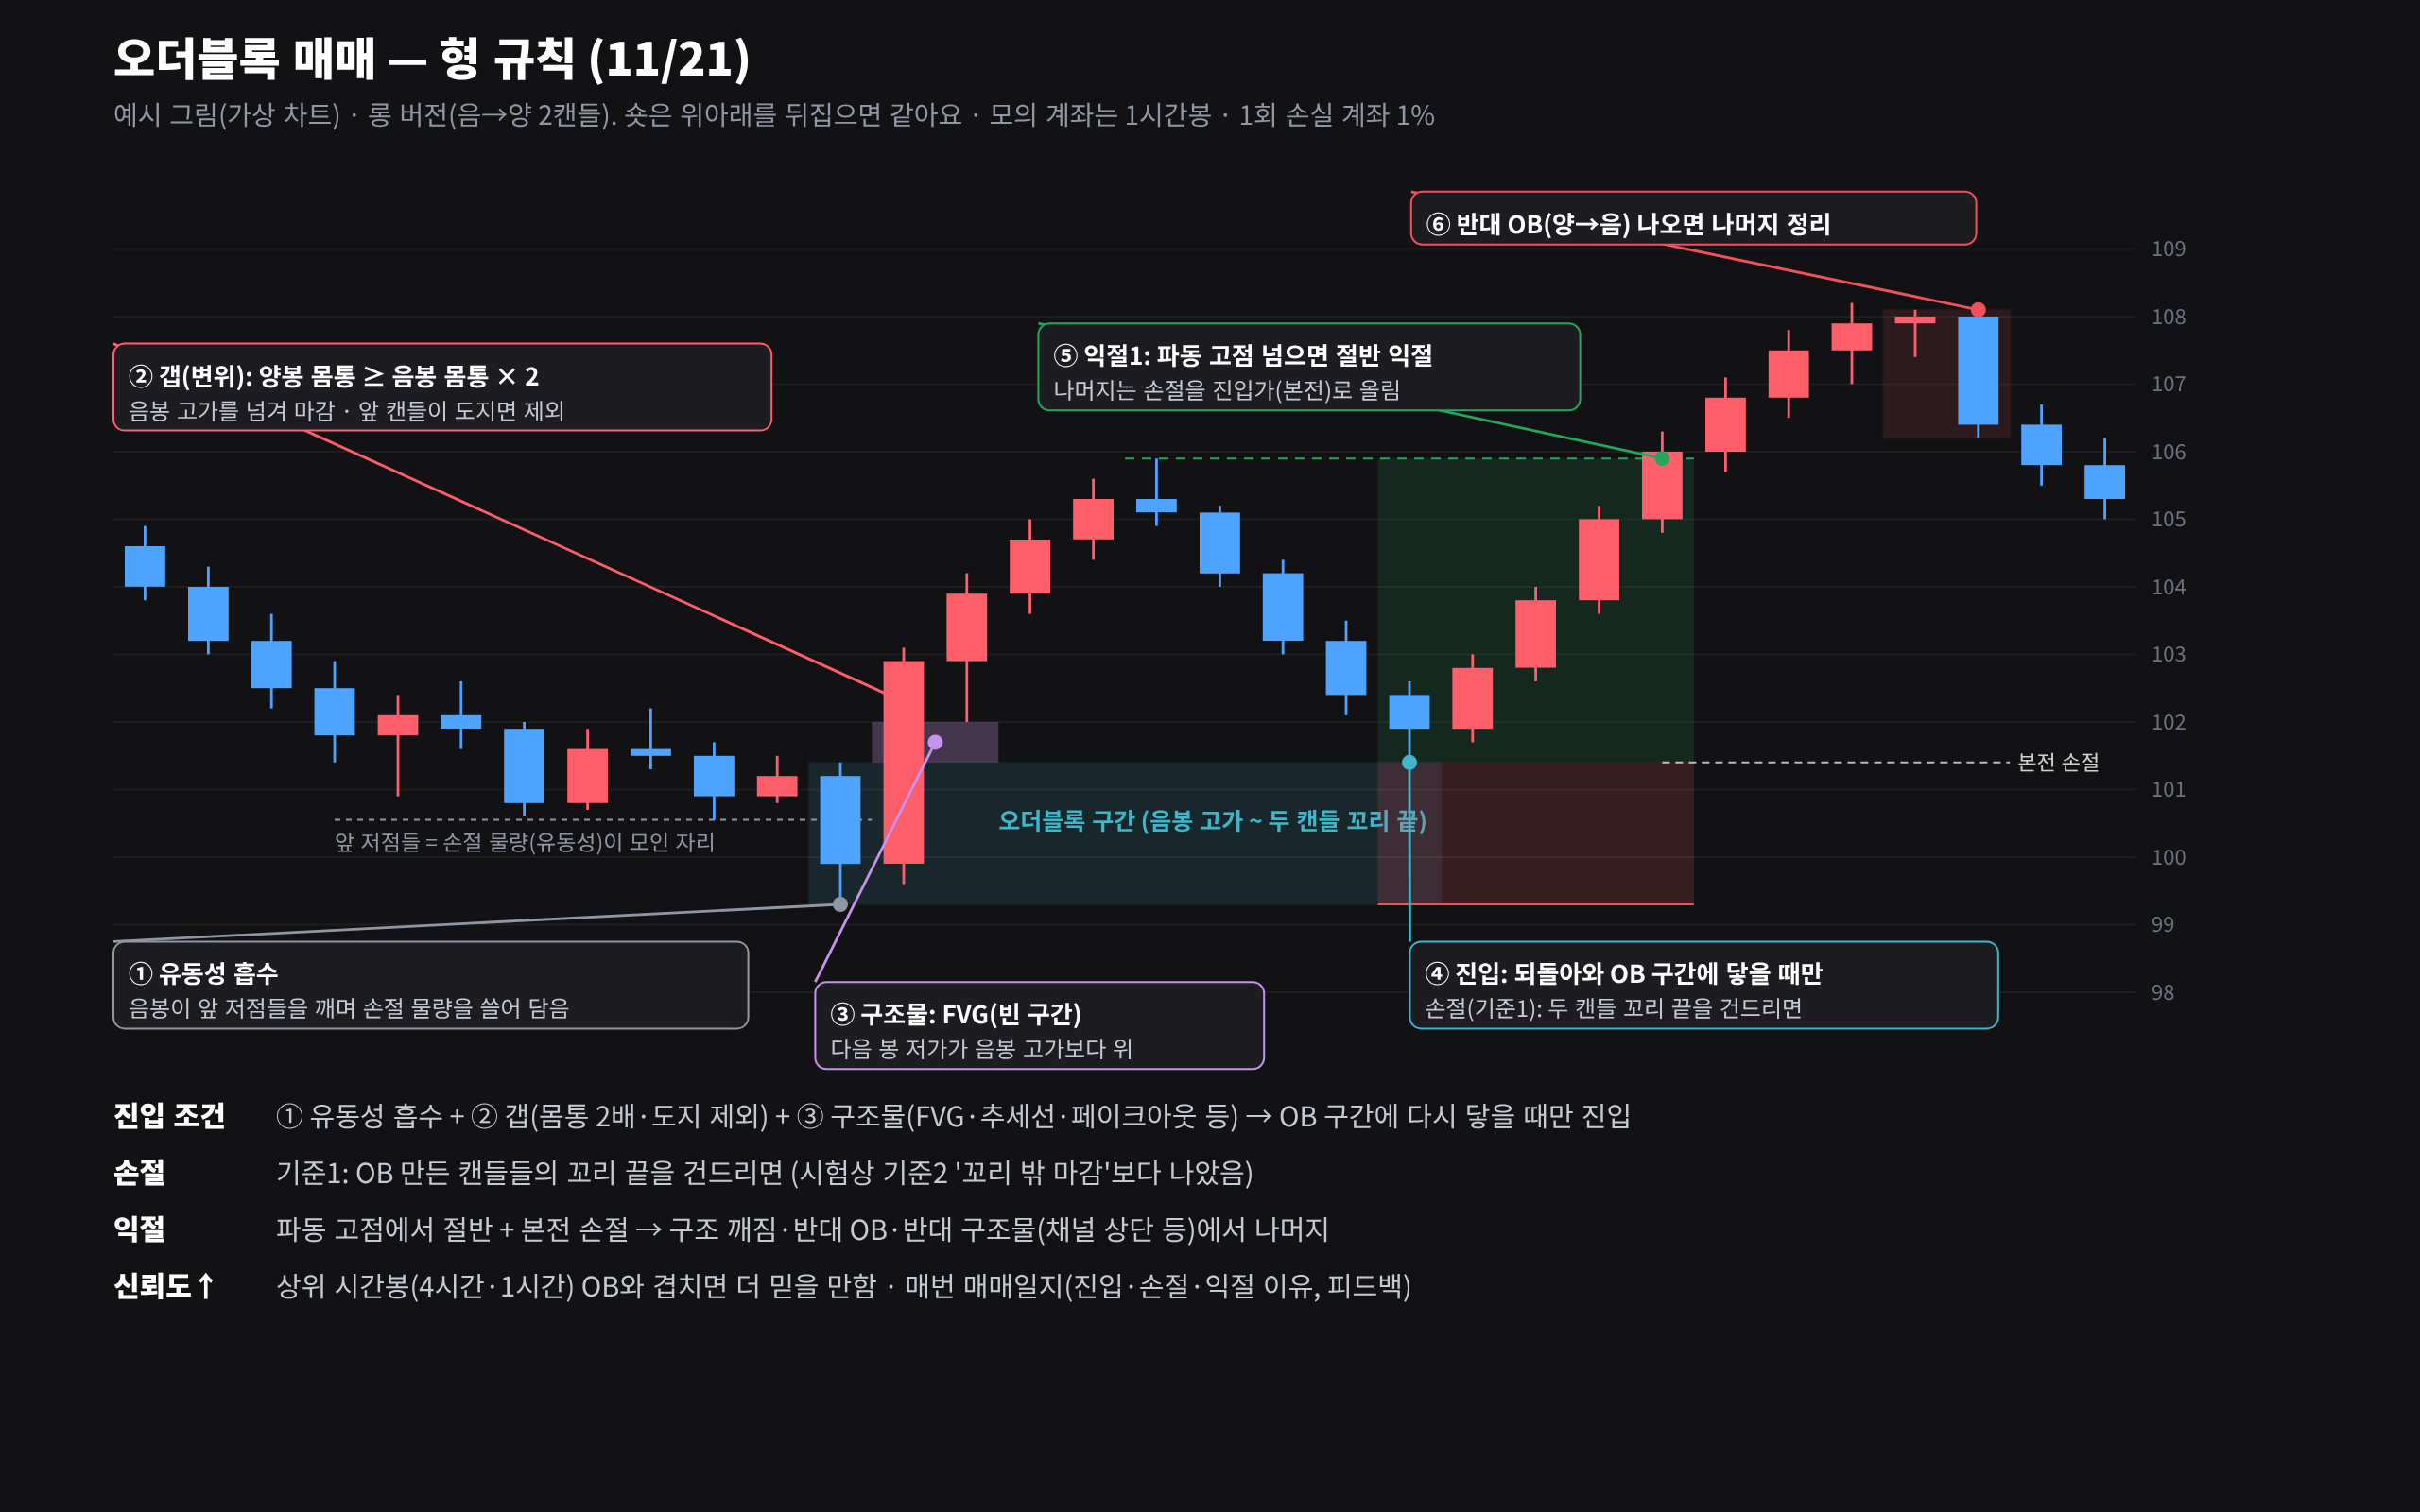 오더블록 매매 — 형 규칙 (11/21)
예시 그림(가상 차트) · 롱 버전(음→양 2캔들). 숏은 위아래를 뒤집으면 같아요 · 모의 계좌는 1시간봉 · 1회 손실 계좌 1%
⑥ 반대 OB(양→음) 나오면 나머지 정리
109
108
⑤ 익절1: 파동 고점 넘으면 절반 익절
나머지는 손절을 진입가(본전)로 올림
② 갭(변위): 양봉 몸통 ≥ 음봉 몸통 × 2
음봉 고가를 넘겨 마감 · 앞 캔들이 도지면 제외
107
106
105
104
103
102
본전 손절
101
오더블록 구간 (음봉 고가 ~ 두 캔들 꼬리 끝)
앞 저점들 = 손절 물량(유동성)이 모인 자리
100
99
① 유동성 흡수
음봉이 앞 저점들을 깨며 손절 물량을 쓸어 담음
④ 진입: 되돌아와 OB 구간에 닿을 때만
손절(기준1): 두 캔들 꼬리 끝을 건드리면
98
③ 구조물: FVG(빈 구간)
다음 봉 저가가 음봉 고가보다 위
진입 조건 ① 유동성 흡수 + ② 갭(몸통 2배·도지 제외) + ③ 구조물(FVG·추세선·페이크아웃 등) → OB 구간에 다시 닿을 때만 진입
손절 기준1: OB 만든 캔들들의 꼬리 끝을 건드리면 (시험상 기준2 '꼬리 밖 마감'보다 나았음)
익절 파동 고점에서 절반 + 본전 손절 → 구조 깨짐·반대 OB·반대 구조물(채널 상단 등)에서 나머지
신뢰도↑ 상위 시간봉(4시간·1시간) OB와 겹치면 더 믿을 만함 · 매번 매매일지(진입·손절·익절 이유, 피드백)